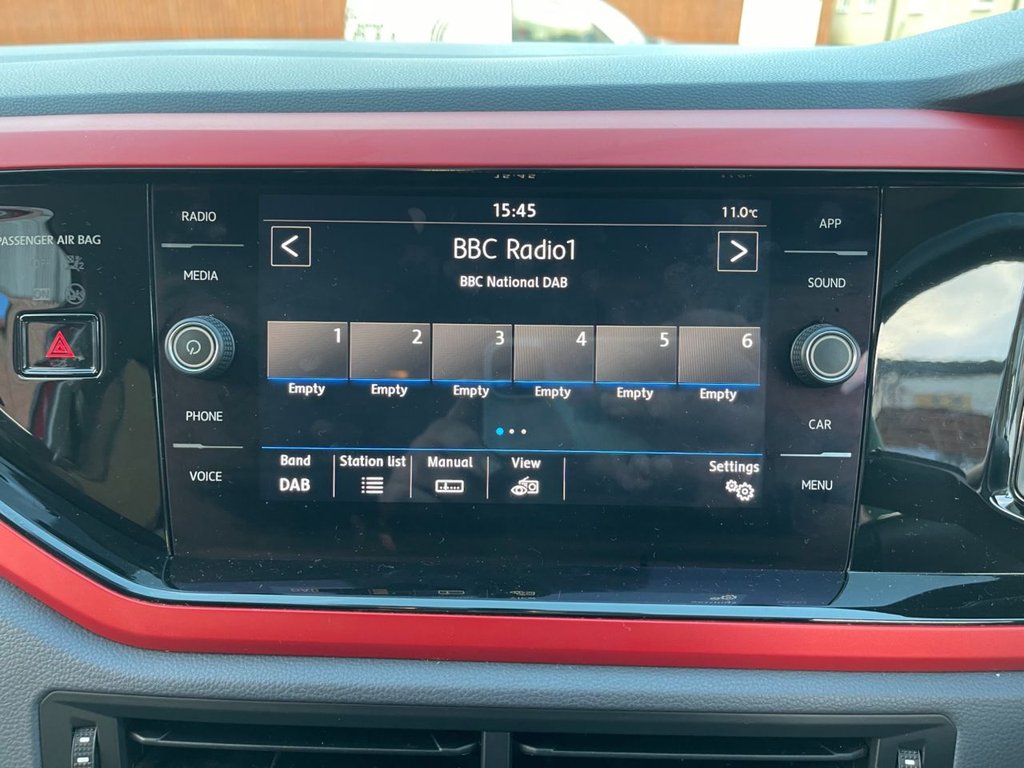 15:45
11.0°c
RADIO
APP
PASSENGER AIR BAG
BBC Radio1
MEDIA
BBC National DAB
SOUND
1 2 3 4 5 6
Empty Empty Empty Empty Empty Empty
PHONE
CAR
Band Station list Manual View Settings
DAB
VOICE
MENU